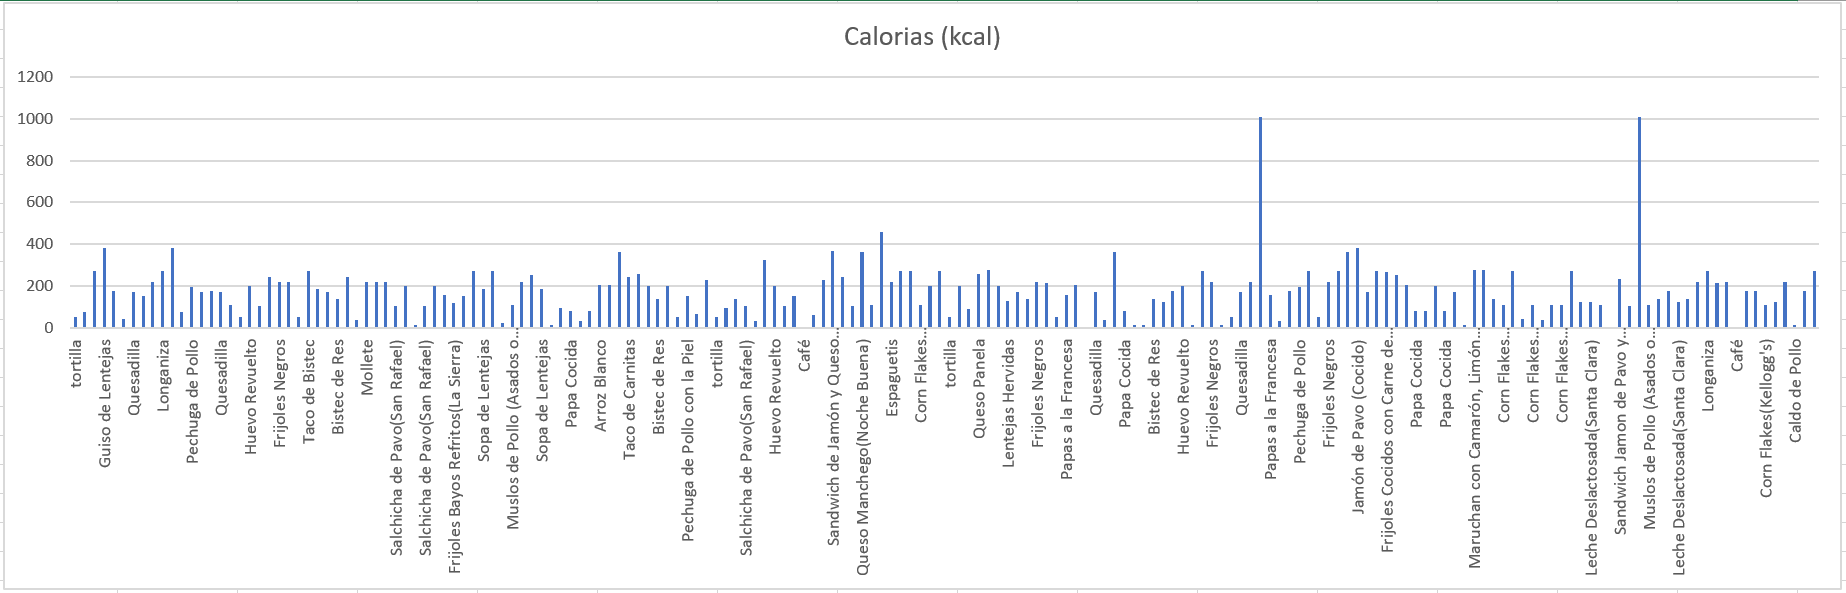 Calorias (kcal)
1200
1000
800
600
400
200
0
tortilla
Guiso de Lentejas
Quesadilla
Longaniza
Pechuga de Pollo
Quesadilla
Huevo Revuelto
Frijoles Negros
Taco de Bistec
Bistec de Res
Mollete
Salchicha de Pavo(San Rafael)
Salchicha de Pavo(San Rafael)
Frijoles Bayos Refritos(La Sierra)
Sopa de Lentejas
Muslos de Pollo (Asados o…
Sopa de Lentejas
Papa Cocida
Arroz Blanco
Taco de Carnitas
Bistec de Res
Pechuga de Pollo con la Piel
tortilla
Salchicha de Pavo(San Rafael)
Huevo Revuelto
Café
Sandwich de Jamón y Queso…
Queso Manchego(Noche Buena)
Espaguetis
Corn Flakes…
tortilla
Queso Panela
Lentejas Hervidas
Frijoles Negros
Papas a la Francesa
Quesadilla
Papa Cocida
Bistec de Res
Huevo Revuelto
Frijoles Negros
Quesadilla
Papas a la Francesa
Pechuga de Pollo
Frijoles Negros
Jamón de Pavo (Cocido)
Frijoles Cocidos con Carne de…
Papa Cocida
Papa Cocida
Maruchan con Camarón, Limón…
Corn Flakes…
Corn Flakes…
Corn Flakes…
Leche Deslactosada(Santa Clara)
Sandwich Jamon de Pavo y…
Muslos de Pollo (Asados o…
Leche Deslactosada(Santa Clara)
Longaniza
Café
Corn Flakes(Kellogg's)
Caldo de Pollo